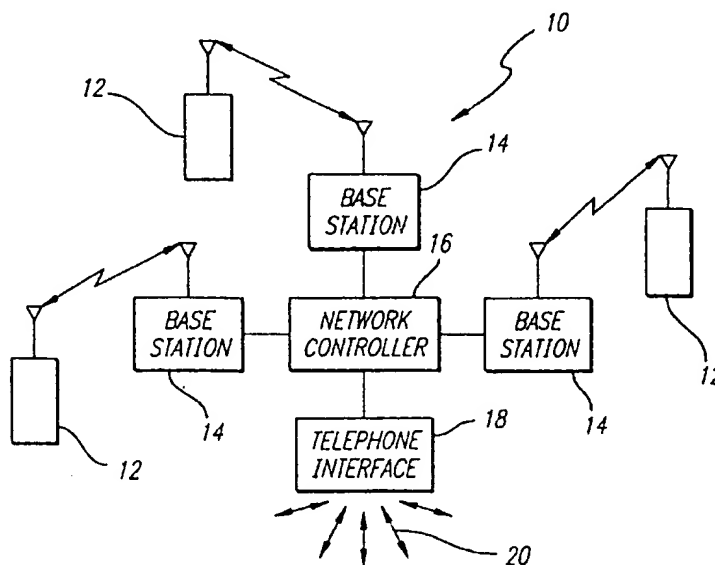 10
12
14
BASE
STATION
16
BASE
STATION
NETWORK
CONTROLLER
BASE
STATION
12
14
18
14
12
TELEPHONE
INTERFACE
20